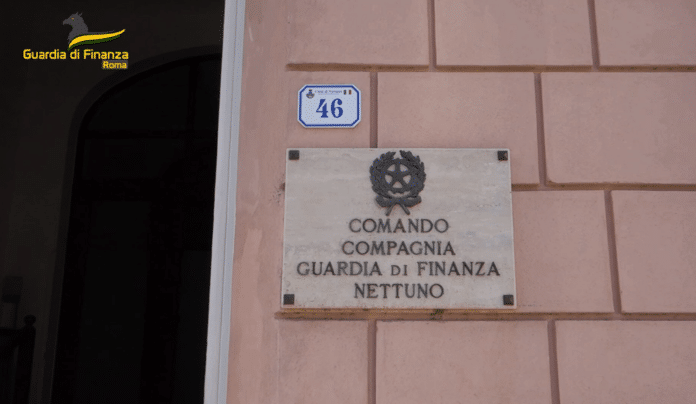 Guardia di Finanza
Roma
46
COMANDO
COMPAGNIA
GUARDIA DI FINANZA
NETTUNO